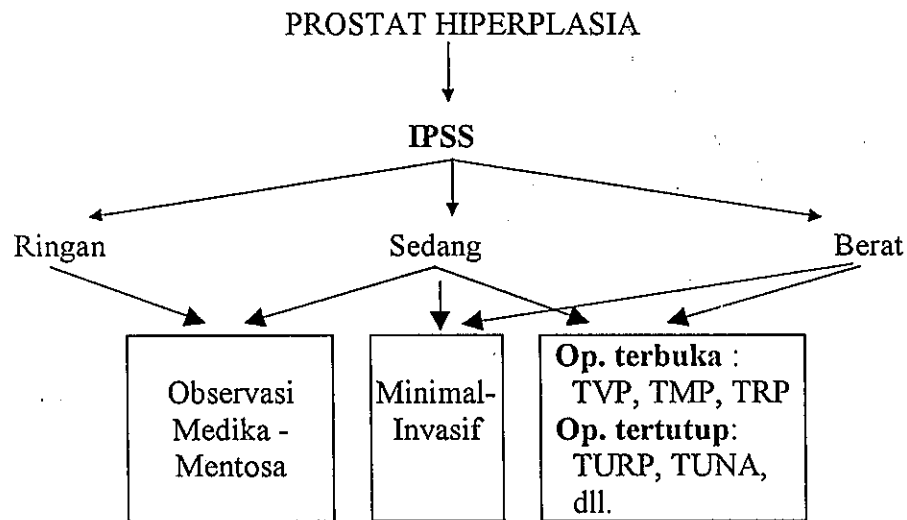 PROSTAT HIPERPLASIA
IPSS
Ringan
Sedang
Berat
Observasi
Medika -
Mentosa
Minimal-
Invasif
Op. terbuka :
TVP, TMP, TRP
Op. tertutup:
TURP, TUNA,
dll.